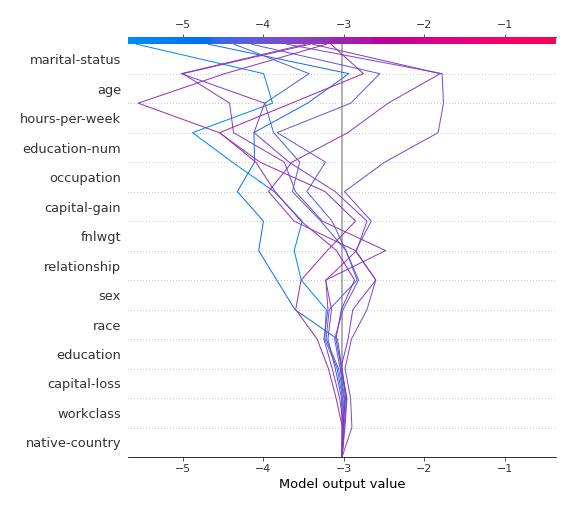 −5 −4 −3 −2 −1
marital-status
age
hours-per-week
education-num
occupation
capital-gain
fnlwgt
relationship
sex
race
education
capital-loss
workclass
native-country
−5 −4 −3 −2 −1
Model output value